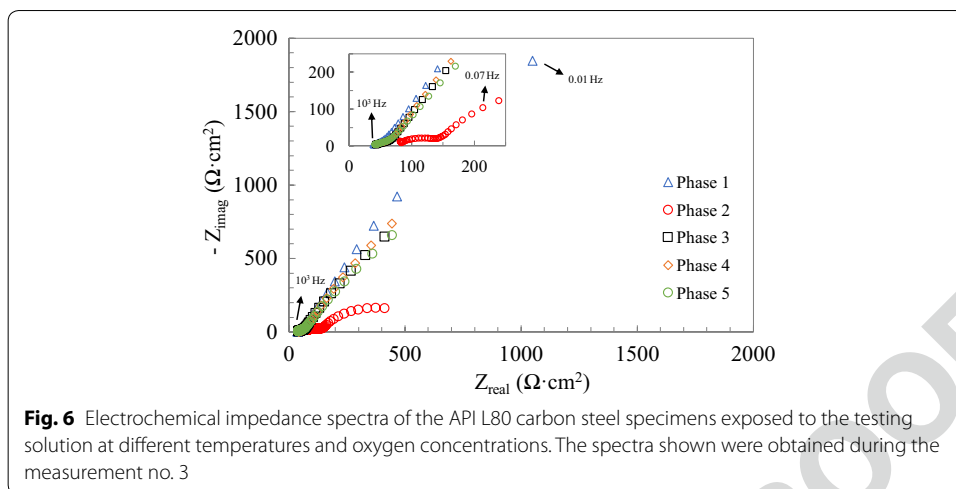 2000
1500
1000
500
0
- Z_imag (Ω·cm²)
200
100
0
0 100 200
10³ Hz
0.07 Hz
0.01 Hz
10³ Hz
Phase 1
Phase 2
Phase 3
Phase 4
Phase 5
0 500 1000 1500 2000
Z_real (Ω·cm²)
Fig. 6 Electrochemical impedance spectra of the API L80 carbon steel specimens exposed to the testing
solution at different temperatures and oxygen concentrations. The spectra shown were obtained during the
measurement no. 3